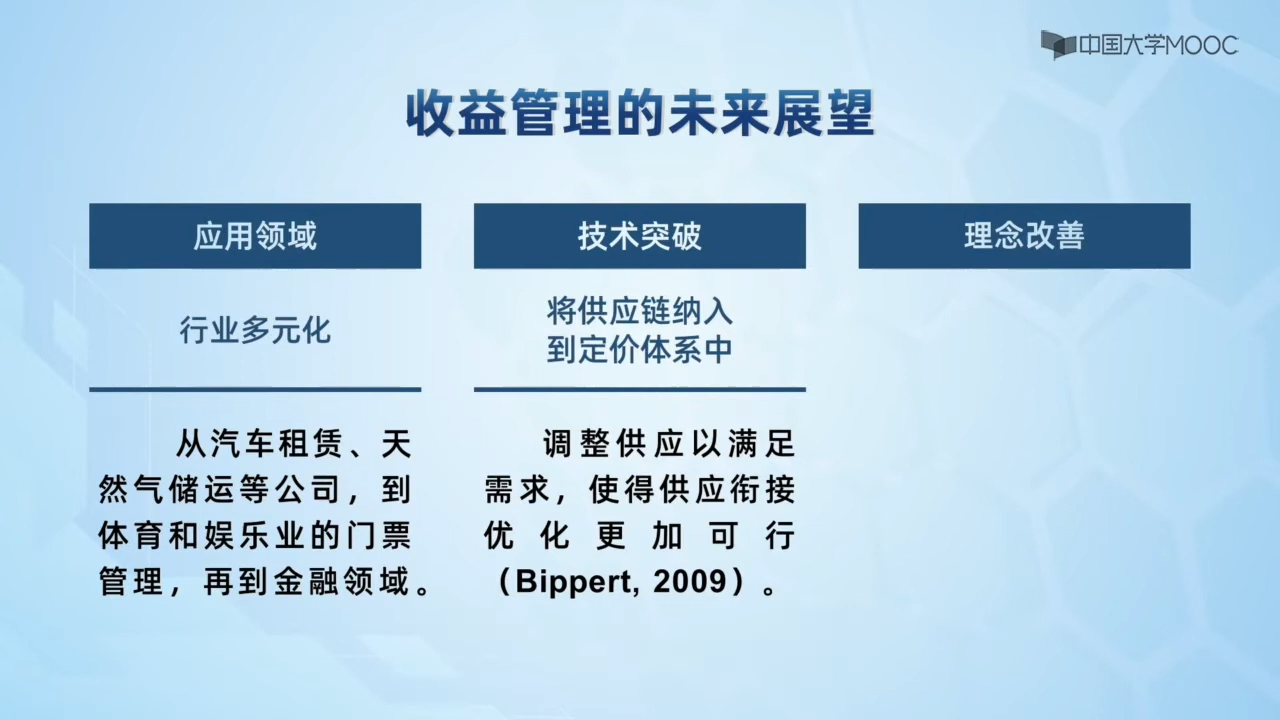 中国大学MOOC
收益管理的未来展望
应用领域
行业多元化
从汽车租赁、天
然气储运等公司，到
体育和娱乐业的门票
管理，再到金融领域。
技术突破
将供应链纳入
到定价体系中
调整供应以满足
需求，使得供应衔接
优化更加可行
（Bippert, 2009）。
理念改善